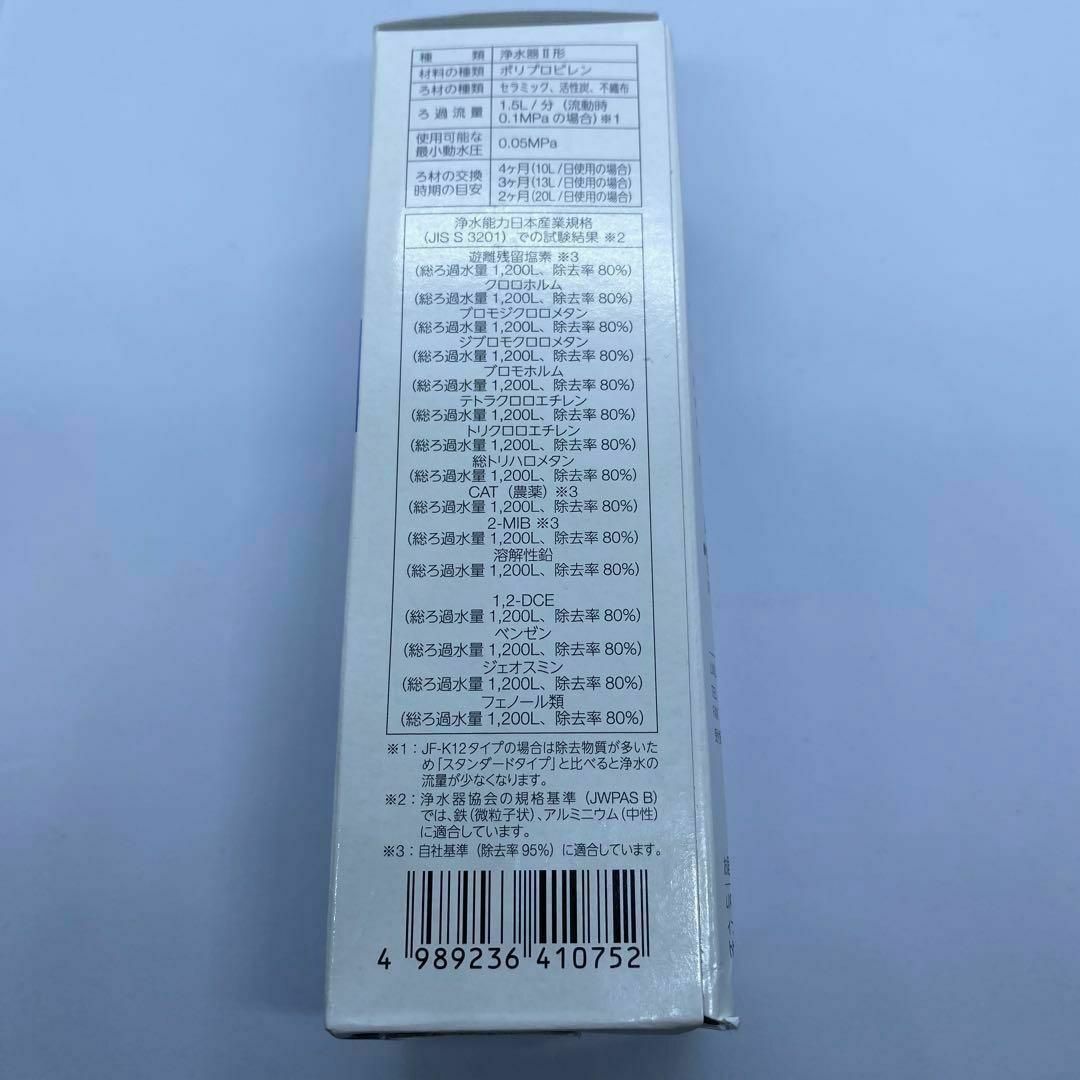 種類 浄水器Ⅱ形
材料の種類 ポリプロピレン
ろ材の種類 セラミック、活性炭、不織布
ろ過流量 1.5L/分(流動時
0.1MPaの場合)※1
使用可能な
最小動水圧 0.05MPa
ろ材の交換
時期の目安
4ヶ月(10L/日使用の場合)
3ヶ月(13L/日使用の場合)
2ヶ月(20L/日使用の場合)
浄水能力日本産業規格
(JIS S 3201)での試験結果 ※2
遊離残留塩素 ※3
(総ろ過水量 1,200L、除去率 80%)
クロロホルム
(総ろ過水量 1,200L、除去率 80%)
ブロモジクロロメタン
(総ろ過水量 1,200L、除去率 80%)
ジブロモクロロメタン
(総ろ過水量 1,200L、除去率 80%)
ブロモホルム
(総ろ過水量 1,200L、除去率 80%)
テトラクロロエチレン
(総ろ過水量 1,200L、除去率 80%)
トリクロロエチレン
(総ろ過水量 1,200L、除去率 80%)
総トリハロメタン
(総ろ過水量 1,200L、除去率 80%)
CAT(農薬)※3
(総ろ過水量 1,200L、除去率 80%)
2-MIB ※3
(総ろ過水量 1,200L、除去率 80%)
溶解性鉛
(総ろ過水量 1,200L、除去率 80%)
1,2-DCE
(総ろ過水量 1,200L、除去率 80%)
ベンゼン
(総ろ過水量 1,200L、除去率 80%)
ジェオスミン
(総ろ過水量 1,200L、除去率 80%)
フェノール類
(総ろ過水量 1,200L、除去率 80%)
※1:JF-K12タイプの場合は除去物質が多いた
め「スタンダードタイプ」と比べると浄水の
流量が少なくなります。
※2:浄水器協会の規格基準(JWPAS B)
では、鉄(微粒子状)、アルミニウム(中性)
に適合しています。
※3:自社基準(除去率95%)に適合しています。
4 989236 410752